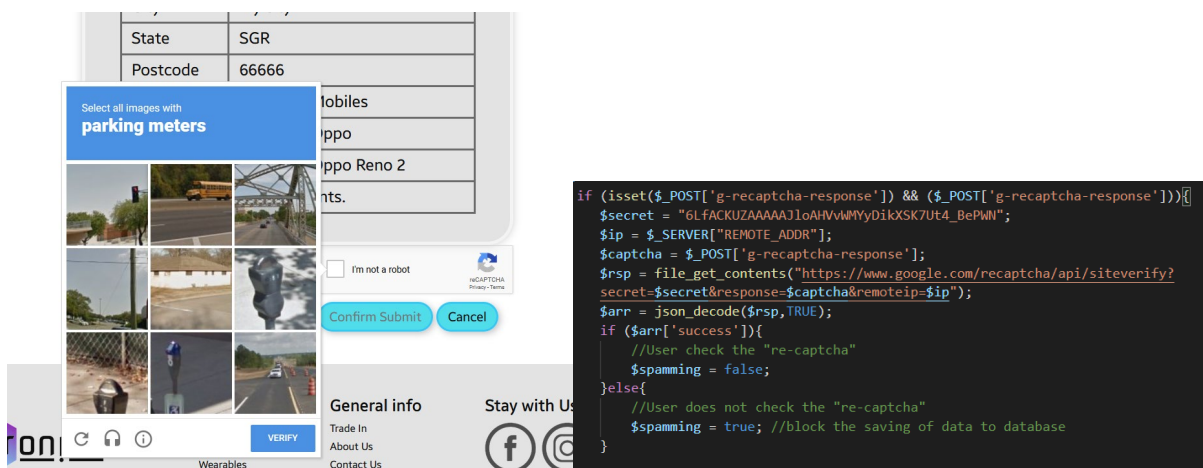 State SGR
Postcode 66666
Mobiles
Oppo
Oppo Reno 2
nts.
Select all images with
parking meters
I'm not a robot
reCAPTCHA
Privacy - Terms
VERIFY
Confirm Submit Cancel
General info Stay with Us
Trade In
About Us
Wearables Contact Us
if (isset($_POST['g-recaptcha-response']) && ($_POST['g-recaptcha-response'])){
$secret = "6LfACKUZAAAAAJloAHVvWMYyDikXSK7Ut4_BePWN";
$ip = $_SERVER["REMOTE_ADDR"];
$captcha = $_POST['g-recaptcha-response'];
$rsp = file_get_contents("https://www.google.com/recaptcha/api/siteverify?
secret=$secret&response=$captcha&remoteip=$ip");
$arr = json_decode($rsp,TRUE);
if ($arr['success']){
//User check the "re-captcha"
$spamming = false;
}else{
//User does not check the "re-captcha"
$spamming = true; //block the saving of data to database
}